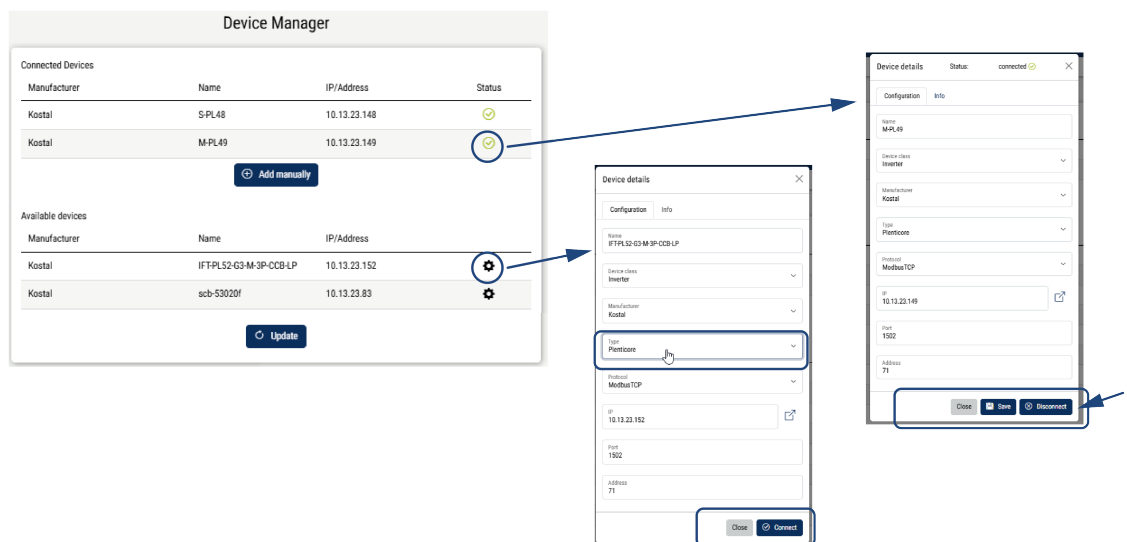 Device Manager
Connected Devices
Manufacturer Name IP/Address Status
Kostal S-PL48 10.13.23.148
Kostal M-PL49 10.13.23.149
Add manually
Available devices
Manufacturer Name IP/Address
Kostal IFT-PL52-G3-M-3P-CCB-LP 10.13.23.152
Kostal scb-53020f 10.13.23.83
Update
Device details
Configuration Info
Name
IFT-PL52-G3-M-3P-CCB-LP
Device class
Inverter
Manufacturer
Kostal
Type
Plenticore
Protocol
ModbusTCP
IP
10.13.23.152
Port
1502
Address
71
Close Connect
Device details Status: connected
Configuration Info
Name
M-PL49
Device class
Inverter
Manufacturer
Kostal
Type
Plenticore
Protocol
ModbusTCP
IP
10.13.23.149
Port
1502
Address
71
Close Save Disconnect